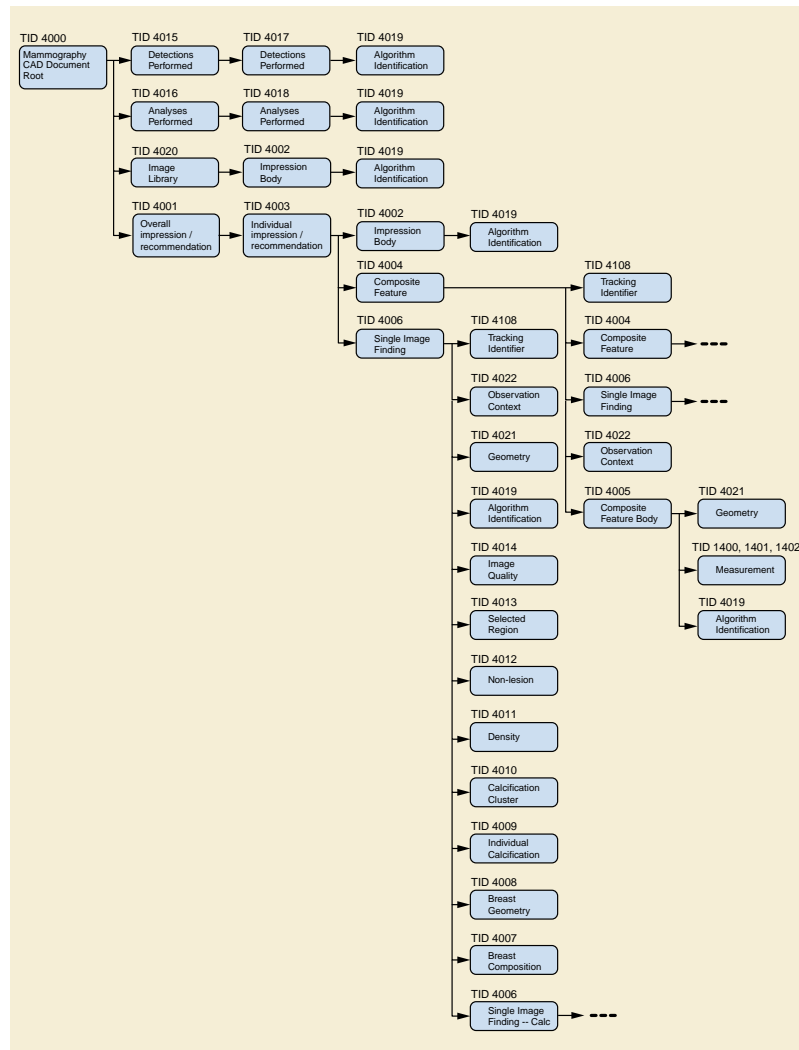 TID 4000
Mammography
CAD Document
Root
TID 4015
Detections
Performed
TID 4017
Detections
Performed
TID 4019
Algorithm
Identification
TID 4016
Analyses
Performed
TID 4018
Analyses
Performed
TID 4019
Algorithm
Identification
TID 4020
Image
Library
TID 4002
Impression
Body
TID 4019
Algorithm
Identification
TID 4001
Overall
impression /
recommendation
TID 4003
Individual
impression /
recommendation
TID 4002
Impression
Body
TID 4019
Algorithm
Identification
TID 4004
Composite
Feature
TID 4108
Tracking
Identifier
TID 4006
Single Image
Finding
TID 4108
Tracking
Identifier
TID 4004
Composite
Feature
TID 4022
Observation
Context
TID 4006
Single Image
Finding
TID 4021
Geometry
TID 4022
Observation
Context
TID 4019
Algorithm
Identification
TID 4005
Composite
Feature Body
TID 4021
Geometry
TID 4014
Image
Quality
TID 1400, 1401, 1402
Measurement
TID 4013
Selected
Region
TID 4019
Algorithm
Identification
TID 4012
Non-lesion
TID 4011
Density
TID 4010
Calcification
Cluster
TID 4009
Individual
Calcification
TID 4008
Breast
Geometry
TID 4007
Breast
Composition
TID 4006
Single Image
Finding -- Calc